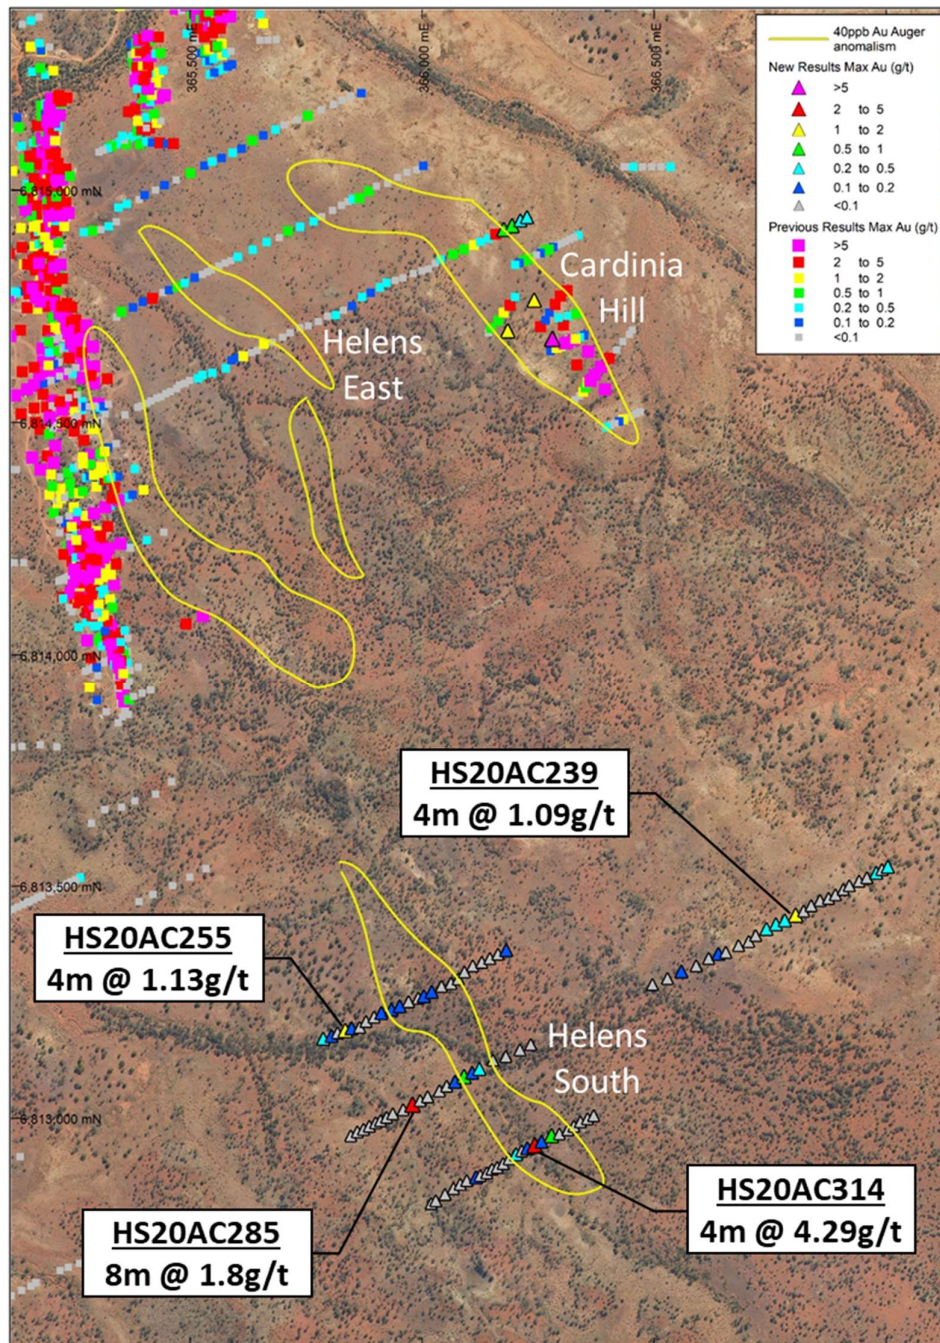 365,500 mE
366,000 mE
366,500 mE
40ppb Au Auger
anomalism
New Results Max Au (g/t)
>5
2 to 5
1 to 2
0.5 to 1
0.2 to 0.5
0.1 to 0.2
<0.1
Previous Results Max Au (g/t)
>5
2 to 5
1 to 2
0.5 to 1
0.2 to 0.5
0.1 to 0.2
<0.1
6,815,000 mN
Cardinia
Hill
Helens
East
6,814,500 mN
6,814,000 mN
HS20AC239
4m @ 1.09g/t
6,813,500 mN
HS20AC255
4m @ 1.13g/t
Helens
South
6,813,000 mN
HS20AC314
4m @ 4.29g/t
HS20AC285
8m @ 1.8g/t